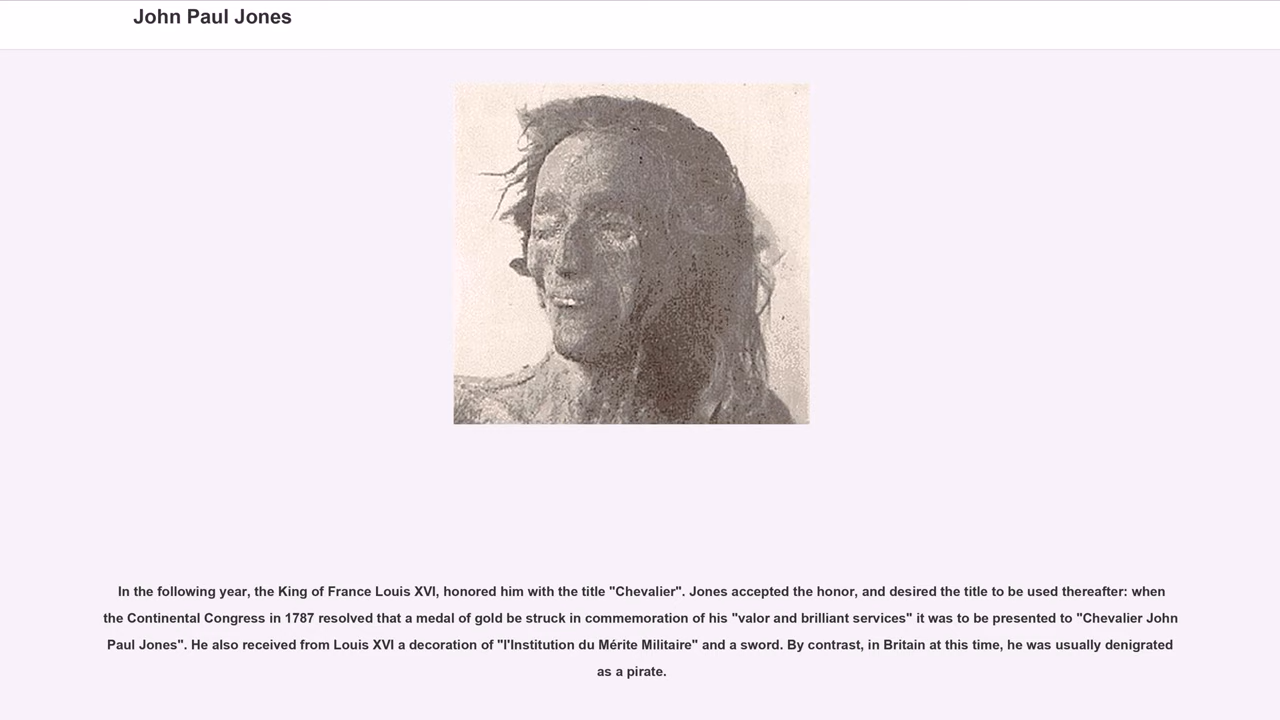 John Paul Jones
In the following year, the King of France Louis XVI, honored him with the title "Chevalier". Jones accepted the honor, and desired the title to be used thereafter: when
the Continental Congress in 1787 resolved that a medal of gold be struck in commemoration of his "valor and brilliant services" it was to be presented to "Chevalier John
Paul Jones". He also received from Louis XVI a decoration of "l'Institution du Mérite Militaire" and a sword. By contrast, in Britain at this time, he was usually denigrated
as a pirate.